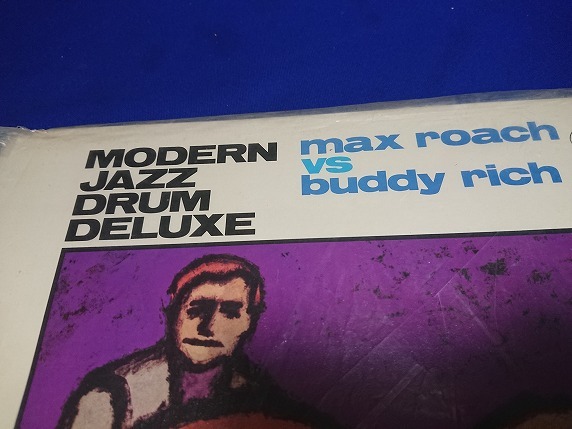 MODERN
JAZZ
DRUM
DELUXE
max roach
vs
buddy rich